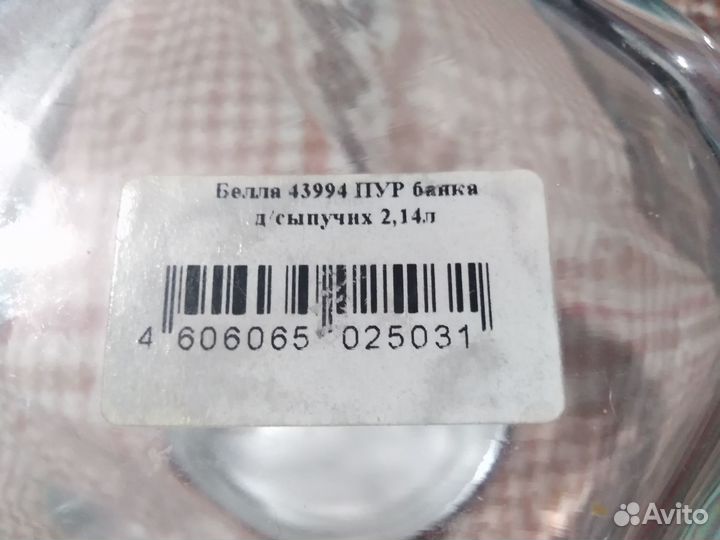 Белла 43994 ПУР банка
д/сыпучих 2,14л
4 606065 025031
Avito